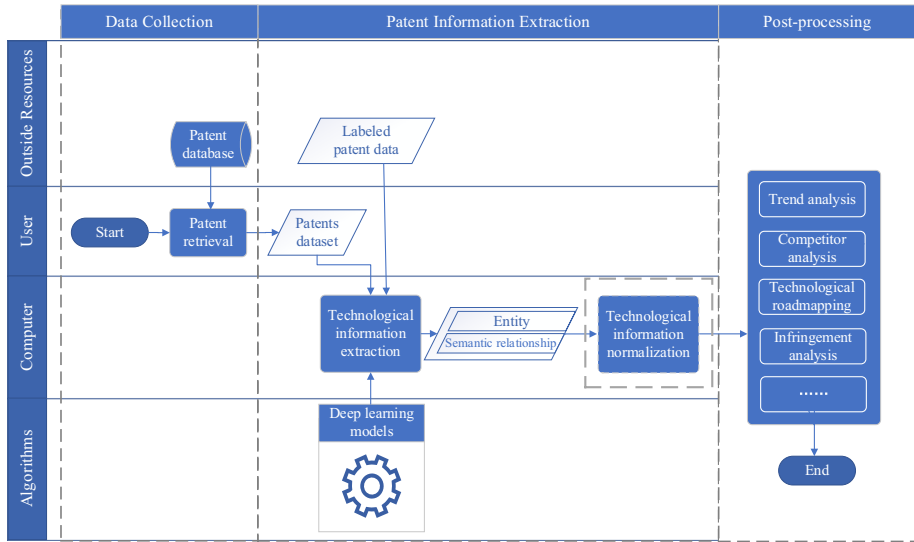 Data Collection
Patent Information Extraction
Post-processing
Outside Resources
Patent
database
Labeled
patent data
User
Start
Patent
retrieval
Patents
dataset
Computer
Technological
information
extraction
Entity
Semantic relationship
Technological
information
normalization
Trend analysis
Competitor
analysis
Technological
roadmapping
Infringement
analysis
......
Algorithms
Deep learning
models
End